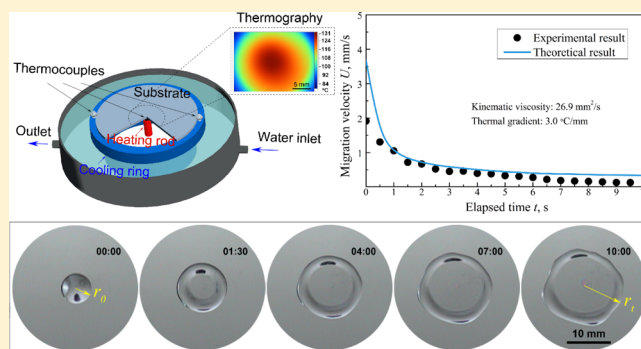 Thermography
131
124
116
108
100
92
84
°C
5 mm
Thermocouples
Substrate
Outlet
Heating rod
Water inlet
Cooling ring
Migration velocity U, mm/s
5
4
3
2
1
0
Experimental result
Theoretical result
Kinematic viscosity: 26.9 mm²/s
Thermal gradient: 3.0 °C/mm
0 1 2 3 4 5 6 7 8 9
Elapsed time t, s
00:00
01:30
04:00
07:00
10:00
r₀
rₜ
10 mm